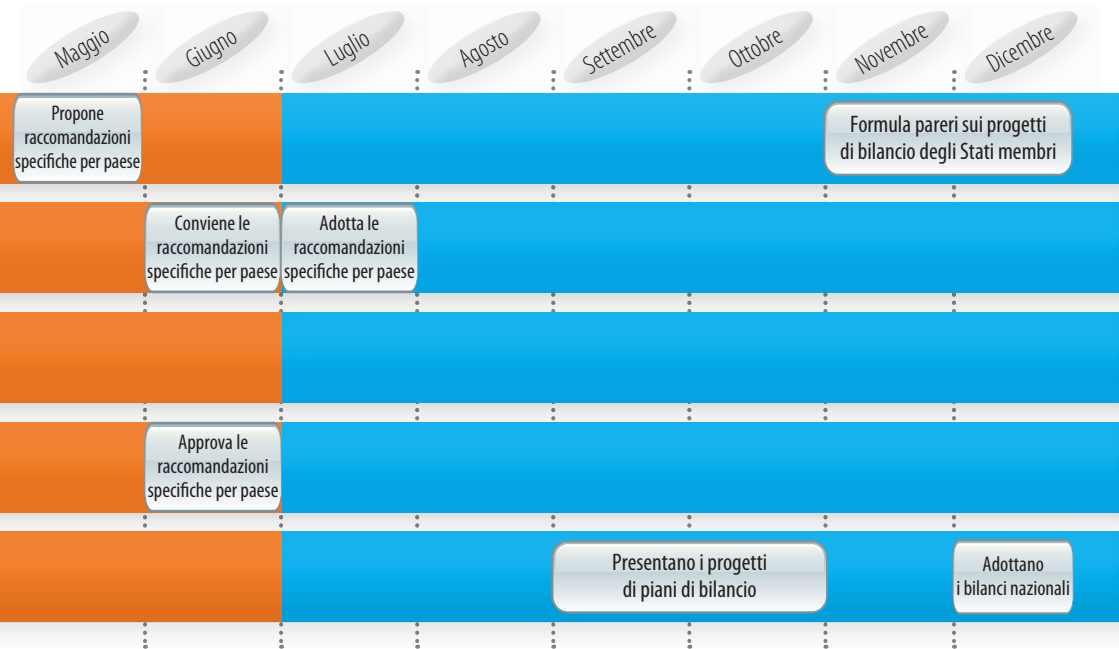 Maggio
Giugno
Luglio
Agosto
Settembre
Ottobre
Novembre
Dicembre
Propone
raccomandazioni
specifiche per paese
Formula pareri sui progetti
di bilancio degli Stati membri
Conviene le
raccomandazioni
specifiche per paese
Adotta le
raccomandazioni
specifiche per paese
Approva le
raccomandazioni
specifiche per paese
Presentano i progetti
di piani di bilancio
Adottano
i bilanci nazionali